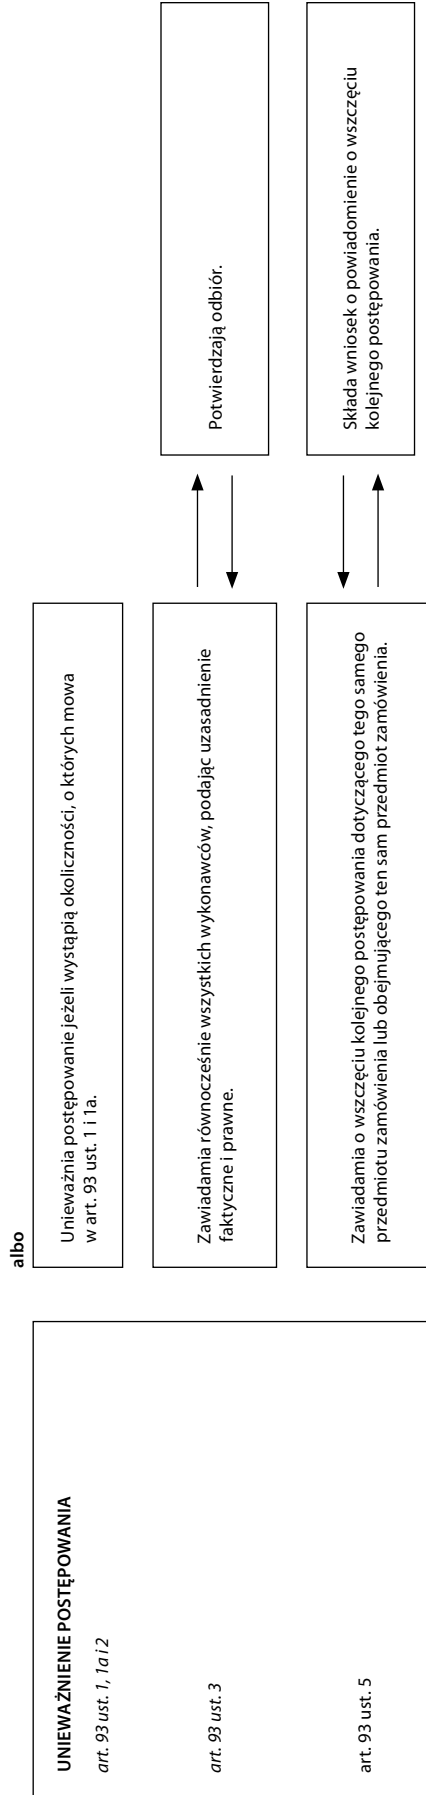 albo
UNIEWAŻNIENIE POSTĘPOWANIA
art. 93 ust. 1, 1a i 2
Unieważnia postępowanie jeżeli wystąpią okoliczności, o których mowa
w art. 93 ust. 1 i 1a.
art. 93 ust. 3
Zawiadamia równocześnie wszystkich wykonawców, podając uzasadnienie
faktyczne i prawne.
Potwierdzają odbiór.
art. 93 ust. 5
Zawiadamia o wszczęciu kolejnego postępowania dotyczącego tego samego
przedmiotu zamówienia lub obejmującego ten sam przedmiot zamówienia.
Składa wniosek o powiadomienie o wszczęciu
kolejnego postępowania.